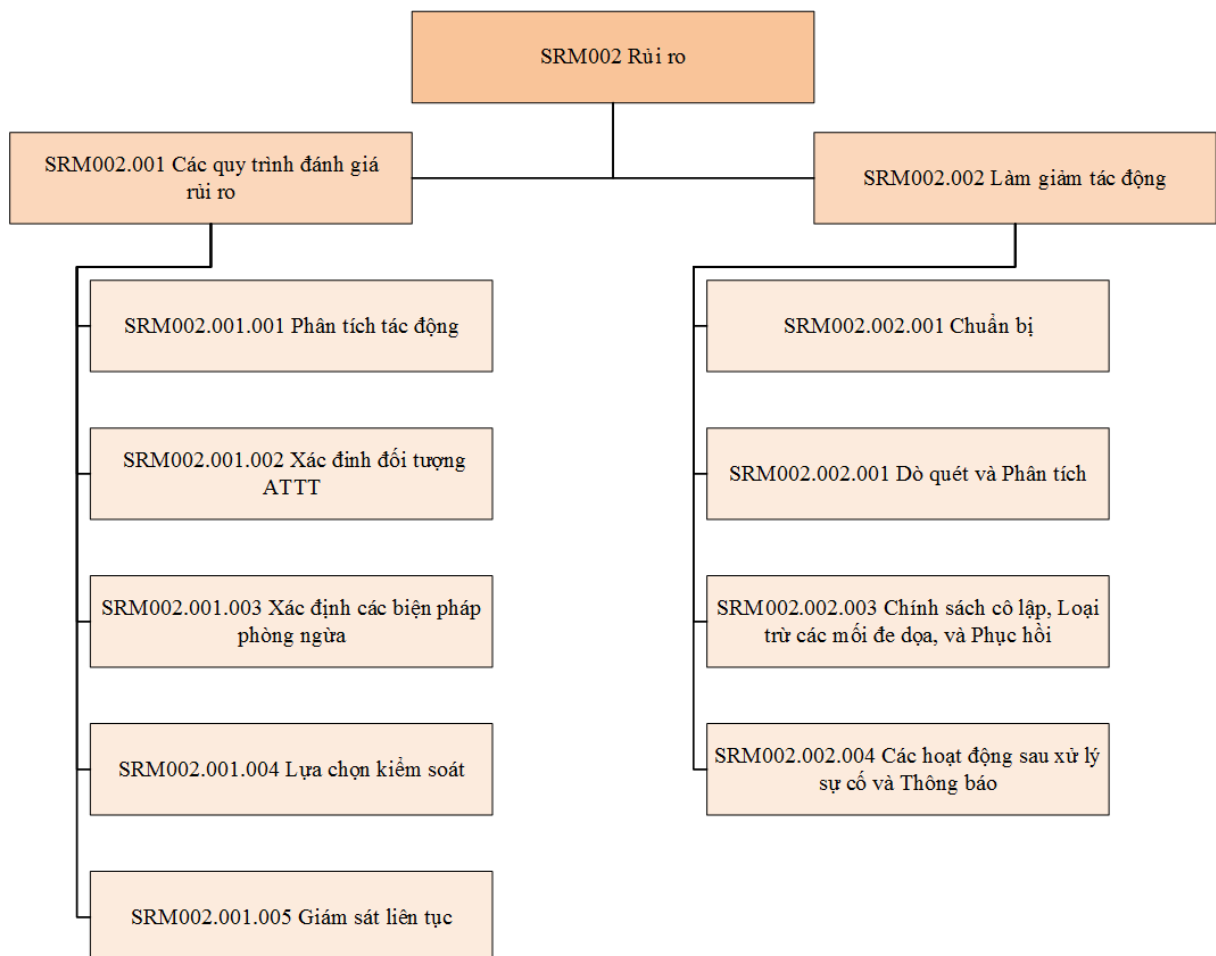 SRM002 Rủi ro
SRM002.001 Các quy trình đánh giá
rủi ro
SRM002.002 Làm giảm tác động
SRM002.001.001 Phân tích tác động
SRM002.001.002 Xác đinh đối tượng
ATTT
SRM002.001.003 Xác định các biện pháp
phòng ngừa
SRM002.001.004 Lựa chọn kiểm soát
SRM002.001.005 Giám sát liên tục
SRM002.002.001 Chuẩn bị
SRM002.002.001 Dò quét và Phân tích
SRM002.002.003 Chính sách cô lập, Loại
trừ các mối đe dọa, và Phục hồi
SRM002.002.004 Các hoạt động sau xử lý
sự cố và Thông báo